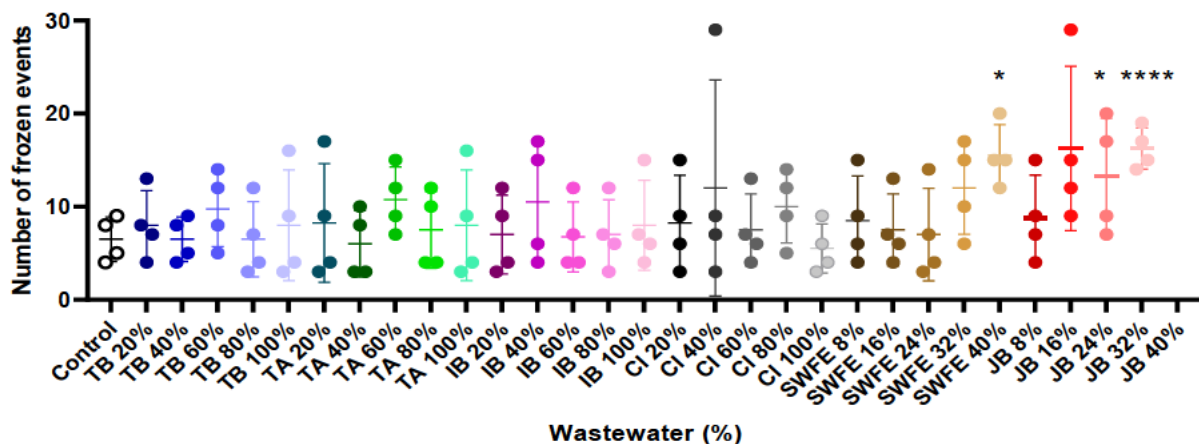 30
20
10
0
Number of frozen events
* * ****
Control
TB 20%
TB 40%
TB 60%
TB 80%
TB 100%
TA 20%
TA 40%
TA 60%
TA 80%
TA 100%
IB 20%
IB 40%
IB 60%
IB 80%
IB 100%
CI 20%
CI 40%
CI 60%
CI 80%
CI 100%
SWFE 8%
SWFE 16%
SWFE 24%
SWFE 32%
SWFE 40%
JB 8%
JB 16%
JB 24%
JB 32%
JB 40%
Wastewater (%)